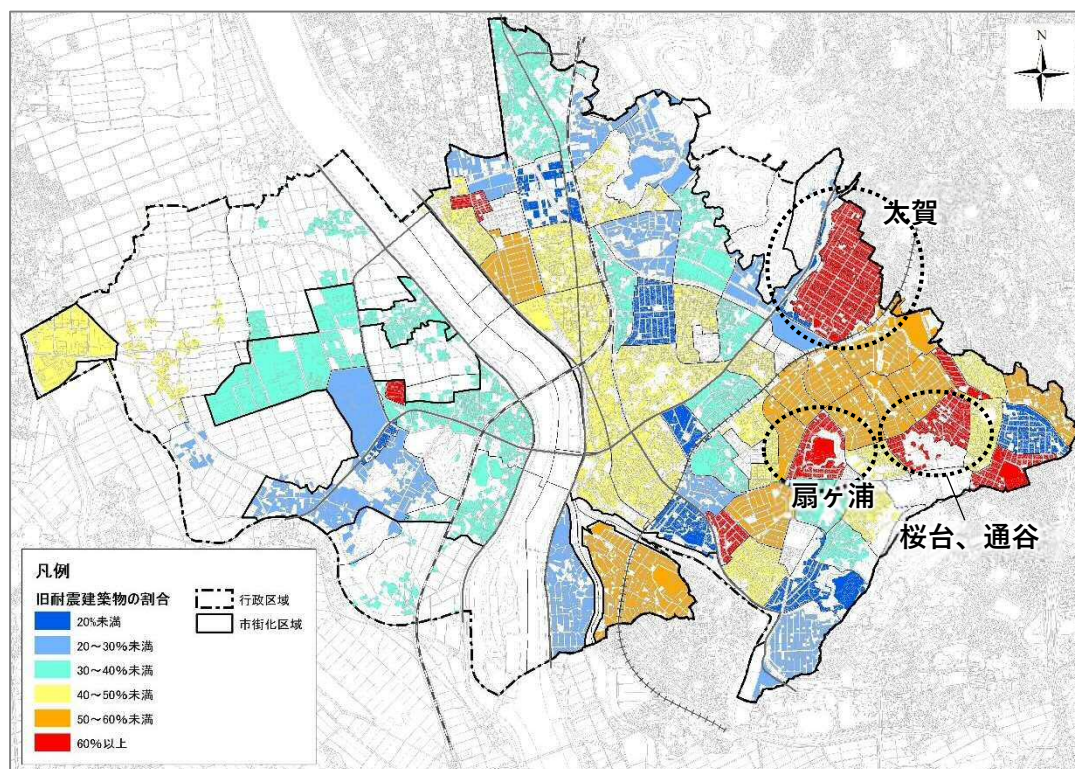 N
太賀
扇ヶ浦
桜台、通谷
凡例
旧耐震建築物の割合
20%未満
20～30%未満
30～40%未満
40～50%未満
50～60%未満
60%以上
行政区域
市街化区域